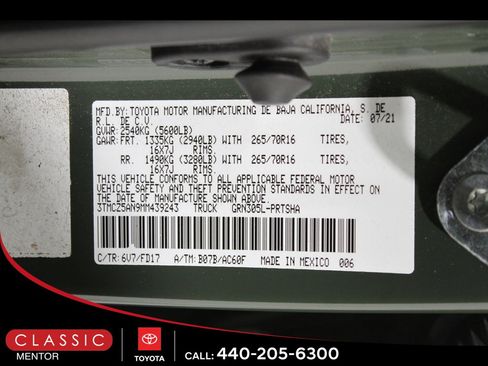 MFD.BY:TOYOTA MOTOR MANUFACTURING DE BAJA CALIFORNIA, S. DE
R.L. DE C.V. DATE: 07/21
GVWR:2540KG (5600LB)
GAWR:FRT. 1335KG (2940LB) WITH 265/70R16 TIRES,
16X7J RIMS
RR. 1490KG (3280LB) WITH 265/70R16 TIRES,
16X7J RIMS
THIS VEHICLE CONFORMS TO ALL APPLICABLE FEDERAL MOTOR
VEHICLE SAFETY AND THEFT PREVENTION STANDARDS IN EFFECT ON
THE DATE OF MANUFACTURE SHOWN ABOVE.
3TMCZ5AN9MM439243 TRUCK GRN305L-PRTSHA
C/TR: 6V7/FD17 A/TM: B07B/AC60F MADE IN MEXICO 006
CLASSIC
MENTOR
TOYOTA
CALL: 440-205-6300